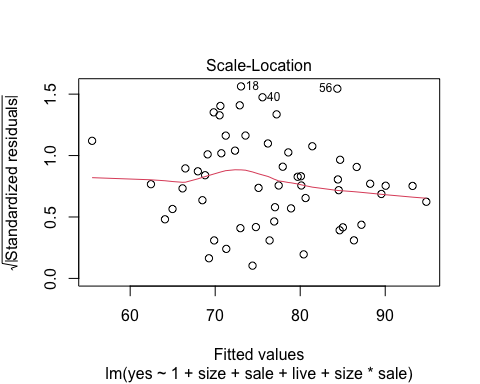 Scale-Location
√|Standardized residuals|
1.5
1.0
0.5
0.0
18
40
56
60
70
80
90
Fitted values
lm(yes ~ 1 + size + sale + live + size * sale)